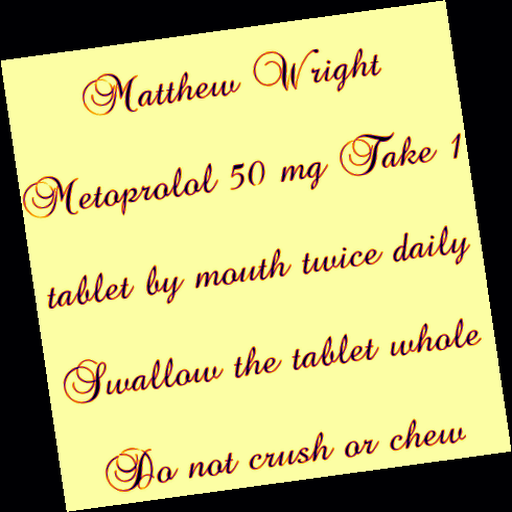 Matthew Wright
Metoprolol 50 mg Take 1
tablet by mouth twice daily
Swallow the tablet whole
Do not crush or chew